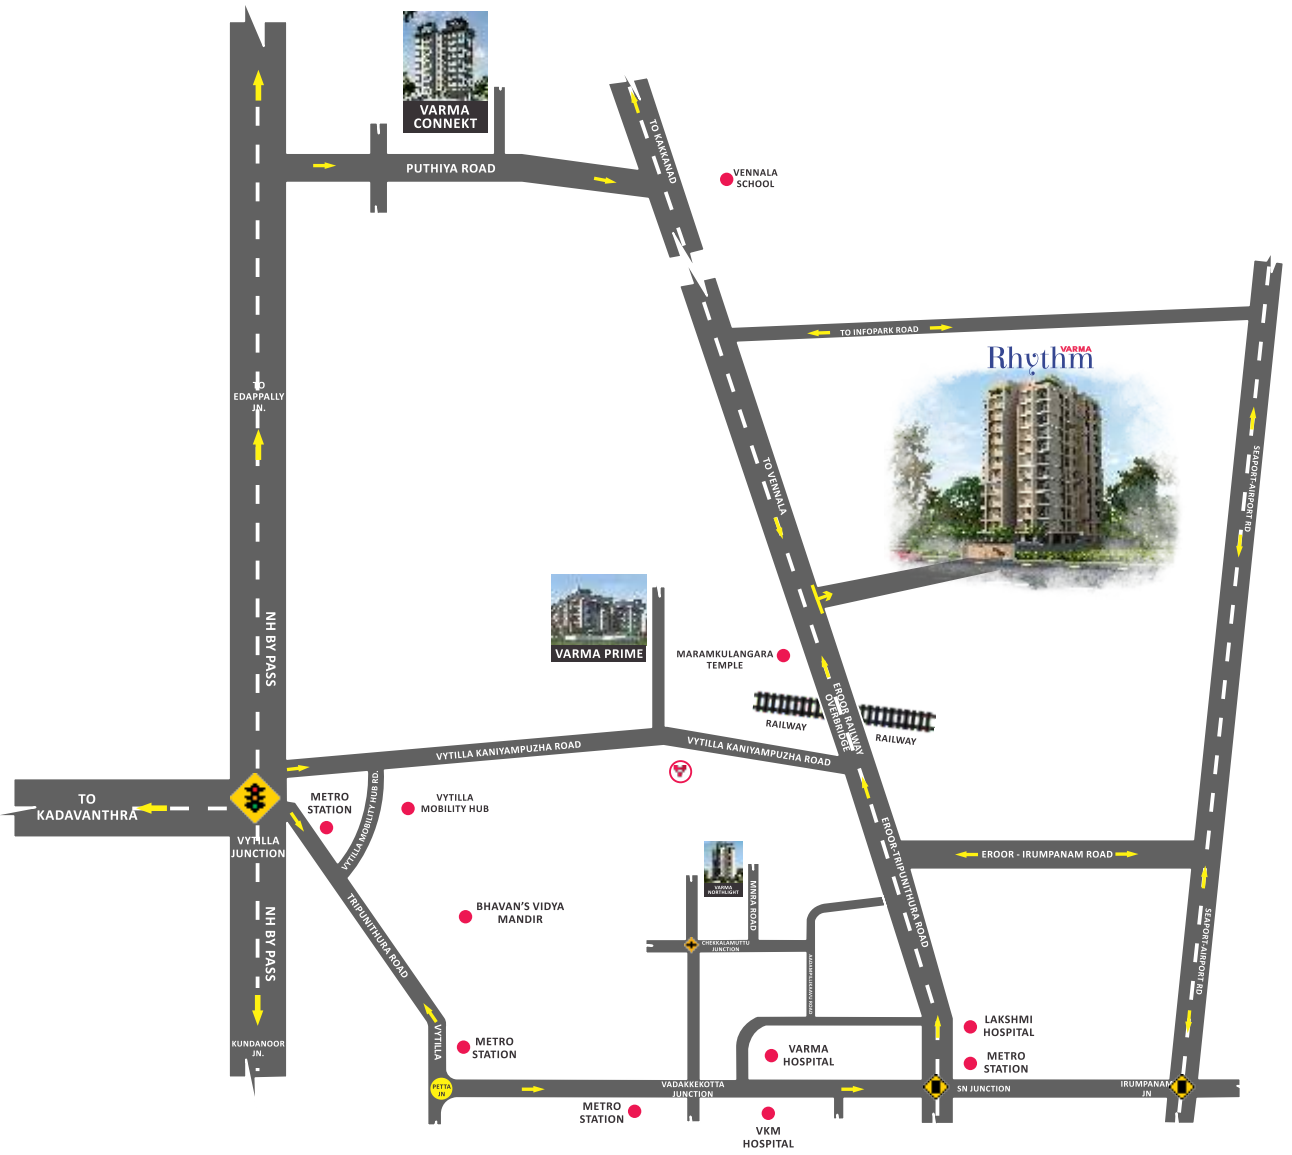 VARMA
CONNEKT
PUTHIYA ROAD
TO KAKKANAD
VENNALA
SCHOOL
TO INFOPARK ROAD
VARMA
Rhythm
TO
EDAPPALLY
JN.
TO VENNALA
SEAPORT-AIRPORT RD
NH BY PASS
VARMA PRIME
MARAMKULANGARA
TEMPLE
EROOR RAILWAY
OVERBRIDGE
RAILWAY
RAILWAY
VYTILLA KANIYAMPUZHA ROAD
VYTILLA KANIYAMPUZHA ROAD
TO
KADAVANTHRA
METRO
STATION
VYTILLA MOBILITY HUB RD.
VYTILLA
MOBILITY HUB
VYTILLA
JUNCTION
EROOR-TRIPUNITHURA ROAD
EROOR - IRUMPANAM ROAD
VARMA
NORTHLIGHT
MNRA ROAD
TRIPUNITHURA ROAD
BHAVAN'S VIDYA
MANDIR
NH BY PASS
CHEKKALAMUTTU
JUNCTION
SEAPORT-AIRPORT RD
KUNDANOOR
JN.
VYTILLA
METRO
STATION
VARMA
HOSPITAL
LAKSHMI
HOSPITAL
METRO
STATION
PETTA
JN
VADAKKEKOTTA
JUNCTION
SN JUNCTION
IRUMPANAM
JN
METRO
STATION
VKM
HOSPITAL